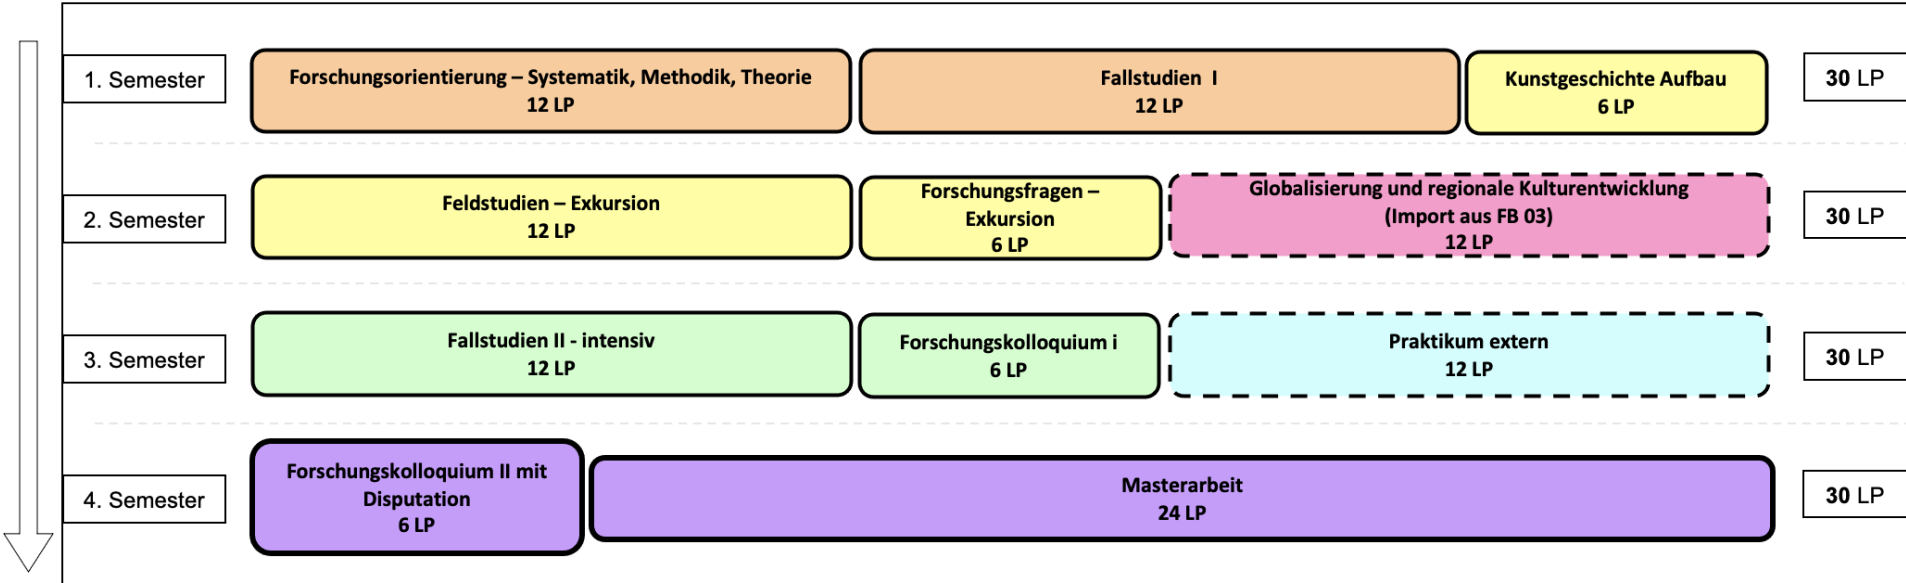 1. Semester
Forschungsorientierung – Systematik, Methodik, Theorie
12 LP
Fallstudien I
12 LP
Kunstgeschichte Aufbau
6 LP
30 LP
2. Semester
Feldstudien – Exkursion
12 LP
Forschungsfragen –
Exkursion
6 LP
Globalisierung und regionale Kulturentwicklung
(Import aus FB 03)
12 LP
30 LP
3. Semester
Fallstudien II - intensiv
12 LP
Forschungskolloquium i
6 LP
Praktikum extern
12 LP
30 LP
4. Semester
Forschungskolloquium II mit
Disputation
6 LP
Masterarbeit
24 LP
30 LP